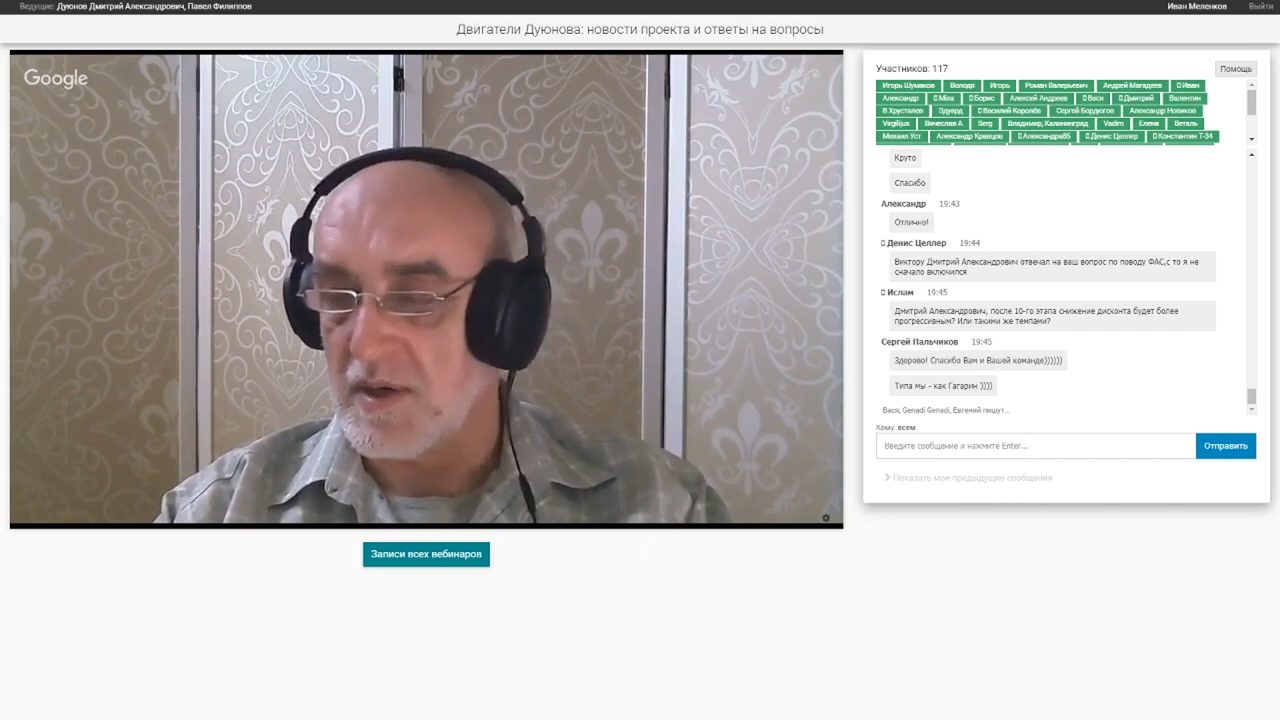 Ведущие: Дуюнов Дмитрий Александрович, Павел Филиппов
Иван Меленков
Выйти
Двигатели Дуюнова: новости проекта и ответы на вопросы
Google
Записи всех вебинаров
Участников: 117
Помощь
Игорь Шумаков Володя Игорь Роман Валерьевич Андрей Магадеев Иван
Александр Mixa Борис Алексей Андреев Вася Дмитрий Валентин
В Хрусталев Эдуард Василий Королёв Сергей Бордюгов Александр Новиков
Virgilijus Вячеслав А Serg Владимир, Калининград Vadim Елена Веталь
Михаил Уст Александр Кравцов Александра85 Денис Целлер Константин Т-34
Круто
Спасибо
Александр 19:43
Отлично!
Денис Целлер 19:44
Виктору Дмитрий Александрович отвечал на ваш вопрос по поводу ФАС,с то я не
сначало включился
Ислам 19:45
Дмитрий Александрович, после 10-го этапа снижение дисконта будет более
прогрессивным? Или такими же темпами?
Сергей Пальчиков 19:45
Здорово! Спасибо Вам и Вашей команде))))))
Типа мы - как Гагарин ))))
Вася, Genadi Genadi, Евгений пишут...
Кому: всем
Введите сообщение и нажмите Enter...
Отправить
Показать мои предыдущие сообщения